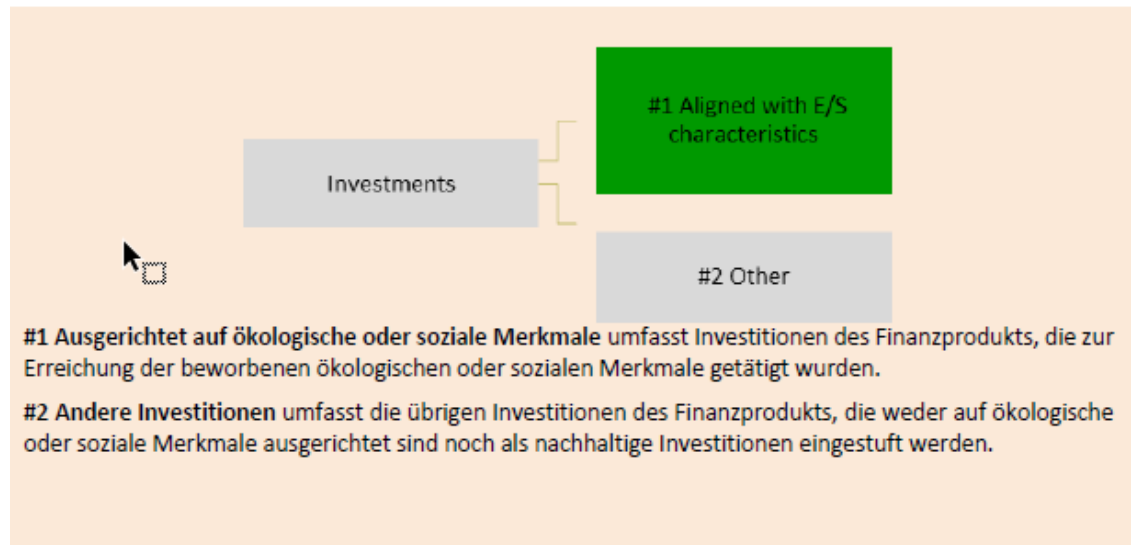 #1 Aligned with E/S
characteristics
Investments
#2 Other
#1 Ausgerichtet auf ökologische oder soziale Merkmale umfasst Investitionen des Finanzprodukts, die zur
Erreichung der beworbenen ökologischen oder sozialen Merkmale getätigt wurden.
#2 Andere Investitionen umfasst die übrigen Investitionen des Finanzprodukts, die weder auf ökologische
oder soziale Merkmale ausgerichtet sind noch als nachhaltige Investitionen eingestuft werden.